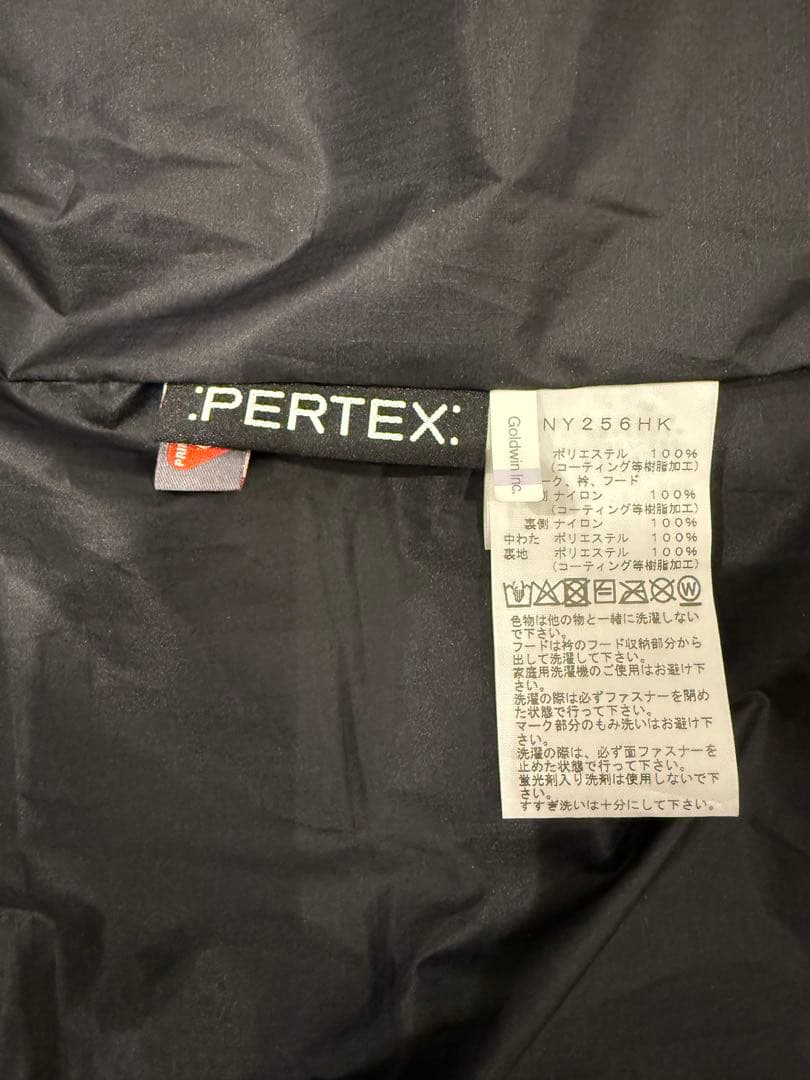 :PERTEX:
PRI
Goldwin Inc.
NY256HK
ポリエステル 100%
(コーティング等樹脂加工)
ーク、衿、フード
側 ナイロン 100%
(コーティング等樹脂加工)
裏側 ナイロン 100%
中わた ポリエステル 100%
裏地 ポリエステル 100%
(コーティング等樹脂加工)
W
色物は他の物と一緒に洗濯しない
で下さい。
フードは衿のフード収納部分から
出して洗濯して下さい。
家庭用洗濯機のご使用はお避け下
さい。
洗濯の際は必ずファスナーを閉め
た状態で行って下さい。
マーク部分のもみ洗いはお避け下
さい。
洗濯の際は、必ず面ファスナーを
止めた状態で行って下さい。
蛍光剤入り洗剤は使用しないで下
さい。
すすぎ洗いは十分にして下さい。